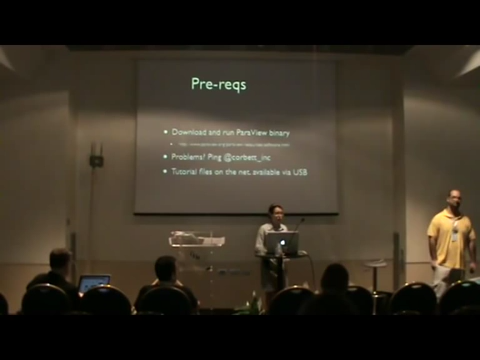 Pre-reqs
Download and run ParaView binary
Problems? Ping @corbett_inc
Tutorial files on the net, available via USB